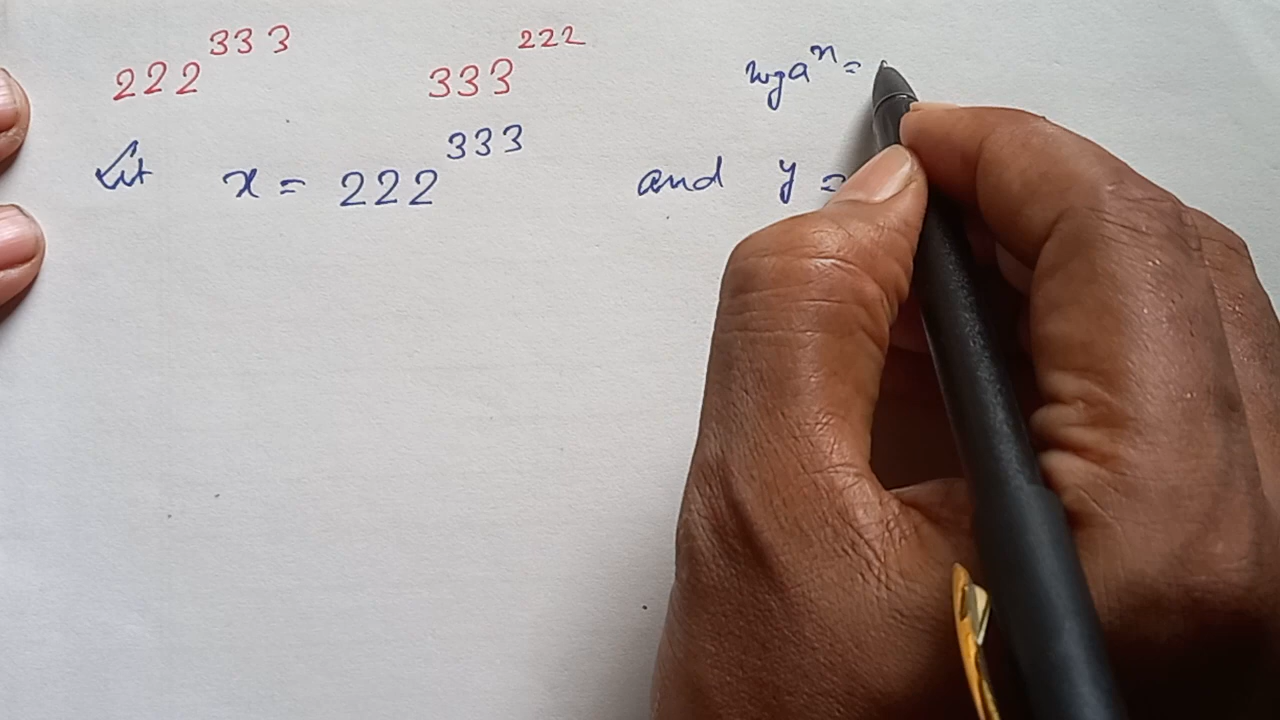 222^333 333^222 log a^n =
Let x = 222^333 and y =